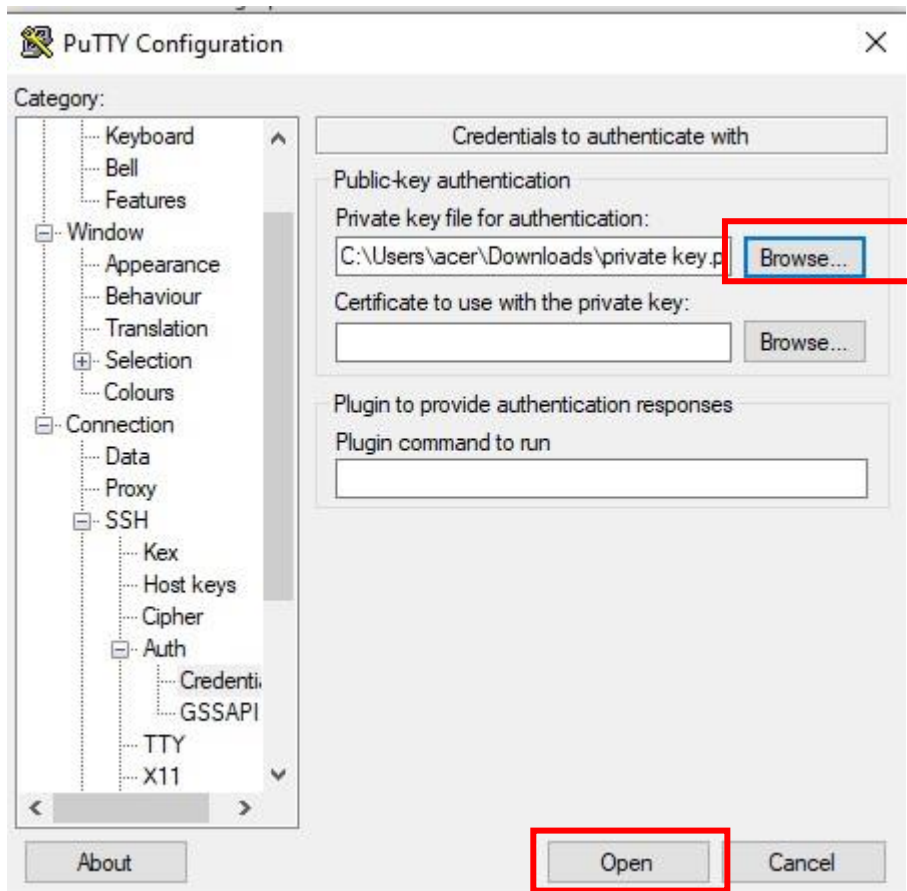 PuTTY Configuration
Category:
Keyboard
Bell
Features
Window
Appearance
Behaviour
Translation
Selection
Colours
Connection
Data
Proxy
SSH
Kex
Host keys
Cipher
Auth
Credenti
GSSAPI
TTY
X11
Credentials to authenticate with
Public-key authentication
Private key file for authentication:
C:\Users\acer\Downloads\private key.p Browse...
Certificate to use with the private key:
Browse...
Plugin to provide authentication responses
Plugin command to run
About Open Cancel